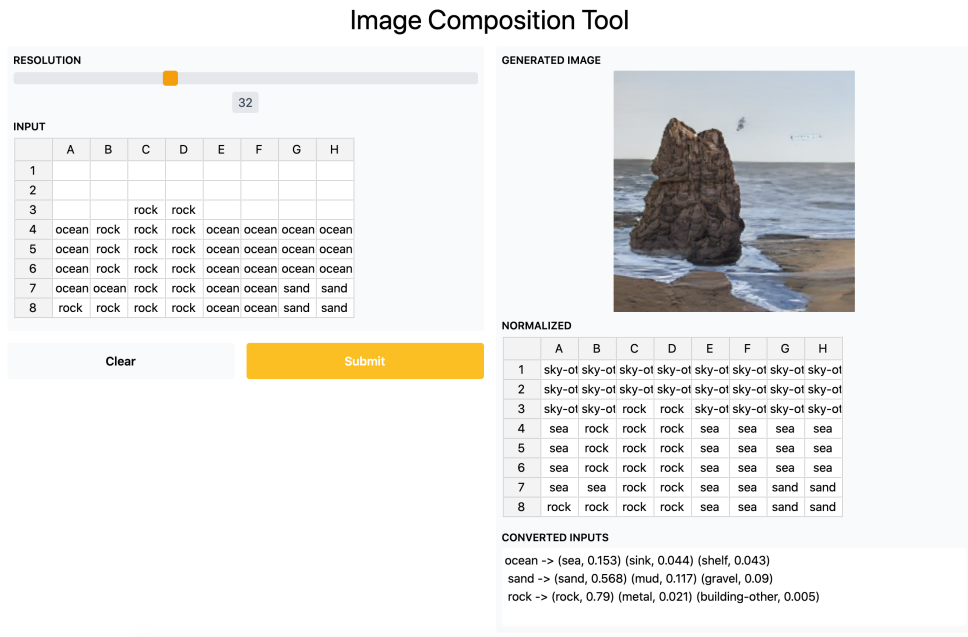 Image Composition Tool
RESOLUTION
32
INPUT
A B C D E F G H
1
2
3 rock rock
4 ocean rock rock rock ocean ocean ocean ocean
5 ocean rock rock rock ocean ocean ocean ocean
6 ocean rock rock rock ocean ocean ocean ocean
7 ocean ocean rock rock ocean ocean sand sand
8 rock rock rock rock ocean ocean sand sand
Clear Submit
GENERATED IMAGE
NORMALIZED
A B C D E F G H
1 sky-ot sky-ot sky-ot sky-ot sky-ot sky-ot sky-ot sky-ot
2 sky-ot sky-ot sky-ot sky-ot sky-ot sky-ot sky-ot sky-ot
3 sky-ot sky-ot rock rock sky-ot sky-ot sky-ot sky-ot
4 sea rock rock rock sea sea sea sea
5 sea rock rock rock sea sea sea sea
6 sea rock rock rock sea sea sea sea
7 sea sea rock rock sea sea sand sand
8 rock rock rock rock sea sea sand sand
CONVERTED INPUTS
ocean -> (sea, 0.153) (sink, 0.044) (shelf, 0.043)
sand -> (sand, 0.568) (mud, 0.117) (gravel, 0.09)
rock -> (rock, 0.79) (metal, 0.021) (building-other, 0.005)